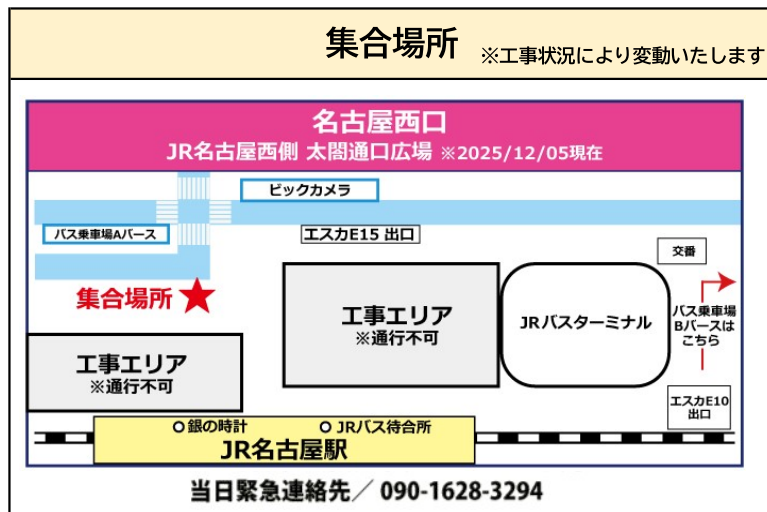 集合場所 ※工事状況により変動いたします
名古屋西口
JR名古屋西側 太閤通口広場 ※2025/12/05現在
ビックカメラ
バス乗車場Aバース
エスカE15 出口
交番
集合場所
工事エリア
※通行不可
JRバスターミナル
バス乗車場
Bバースは
こちら
工事エリア
※通行不可
エスカE10
出口
銀の時計
JRバス待合所
JR名古屋駅
当日緊急連絡先／ 090-1628-3294